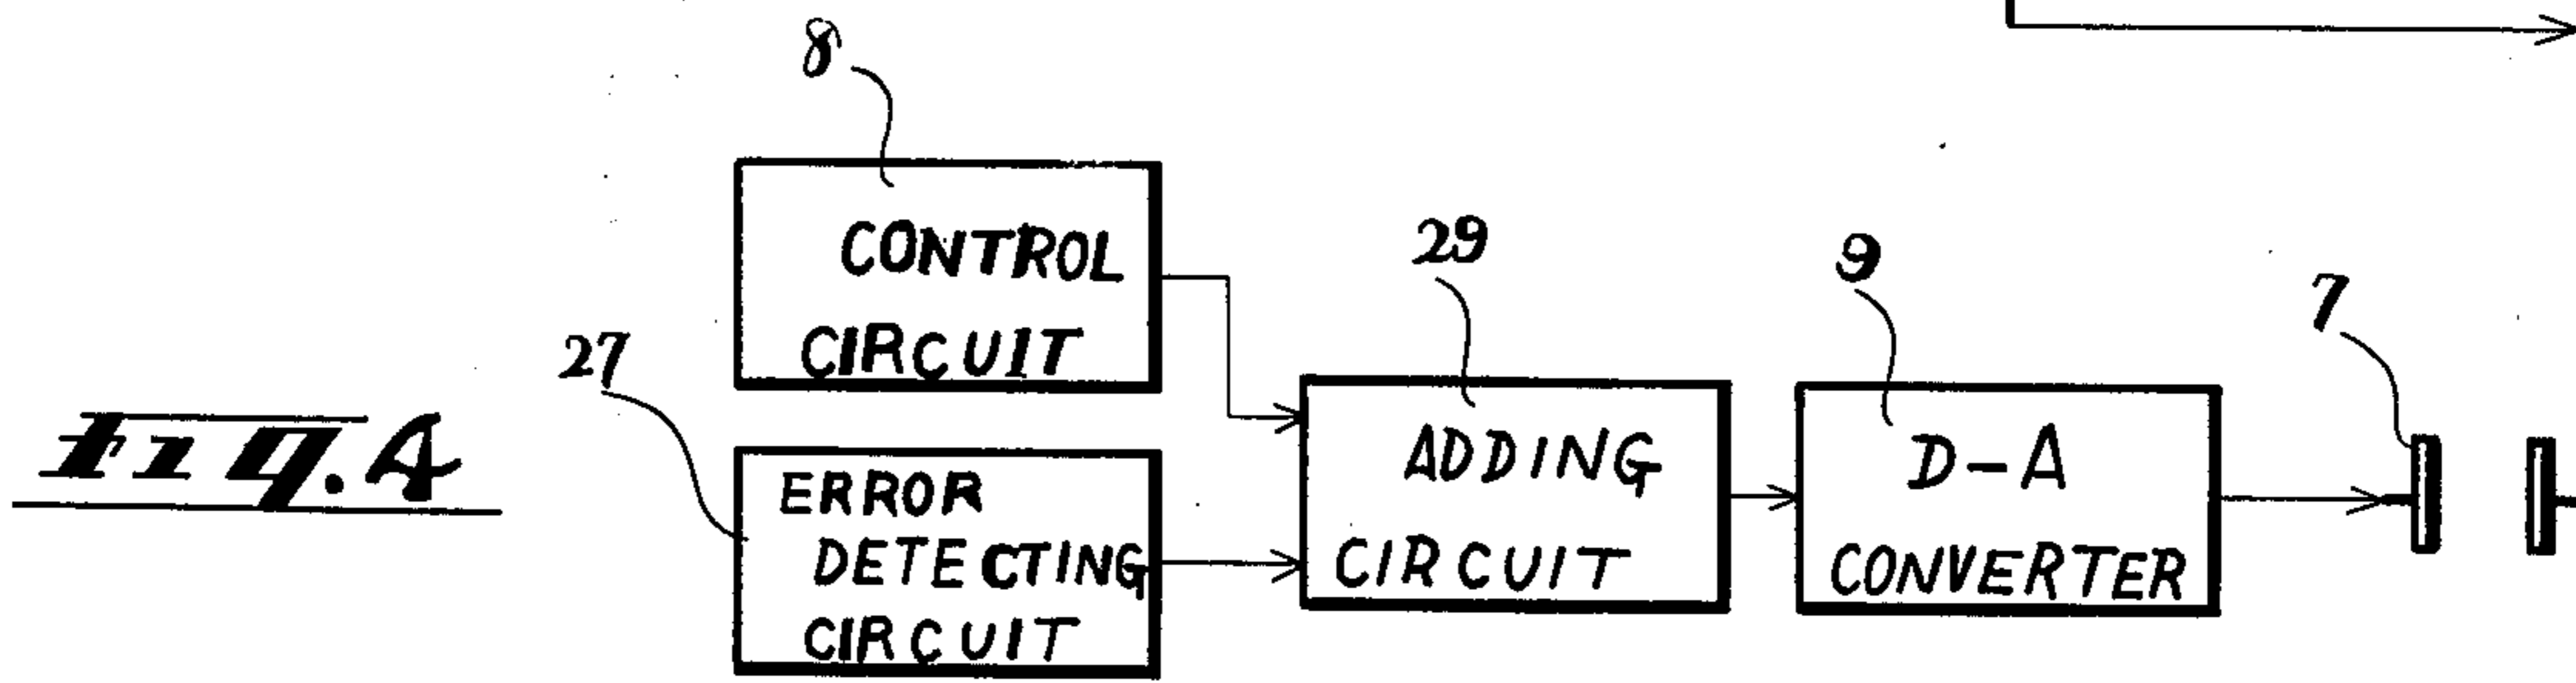 8
CONTROL
CIRCUIT
27
ERROR
DETECTING
CIRCUIT
29
ADDING
CIRCUIT
9
D-A
CONVERTER
7
Fig. 4